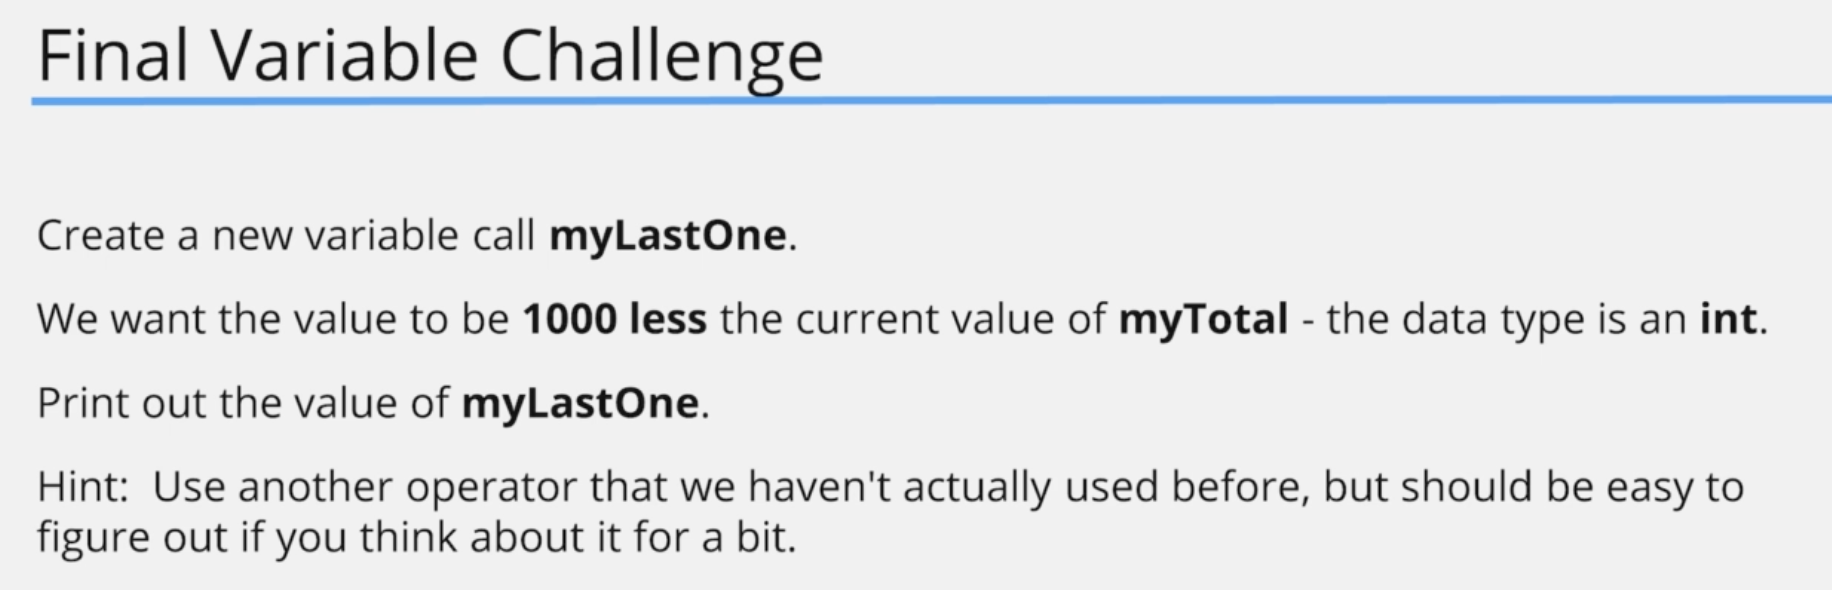 Final Variable Challenge
Create a new variable call myLastOne.
We want the value to be 1000 less the current value of myTotal - the data type is an int.
Print out the value of myLastOne.
Hint:  Use another operator that we haven't actually used before, but should be easy to
figure out if you think about it for a bit.